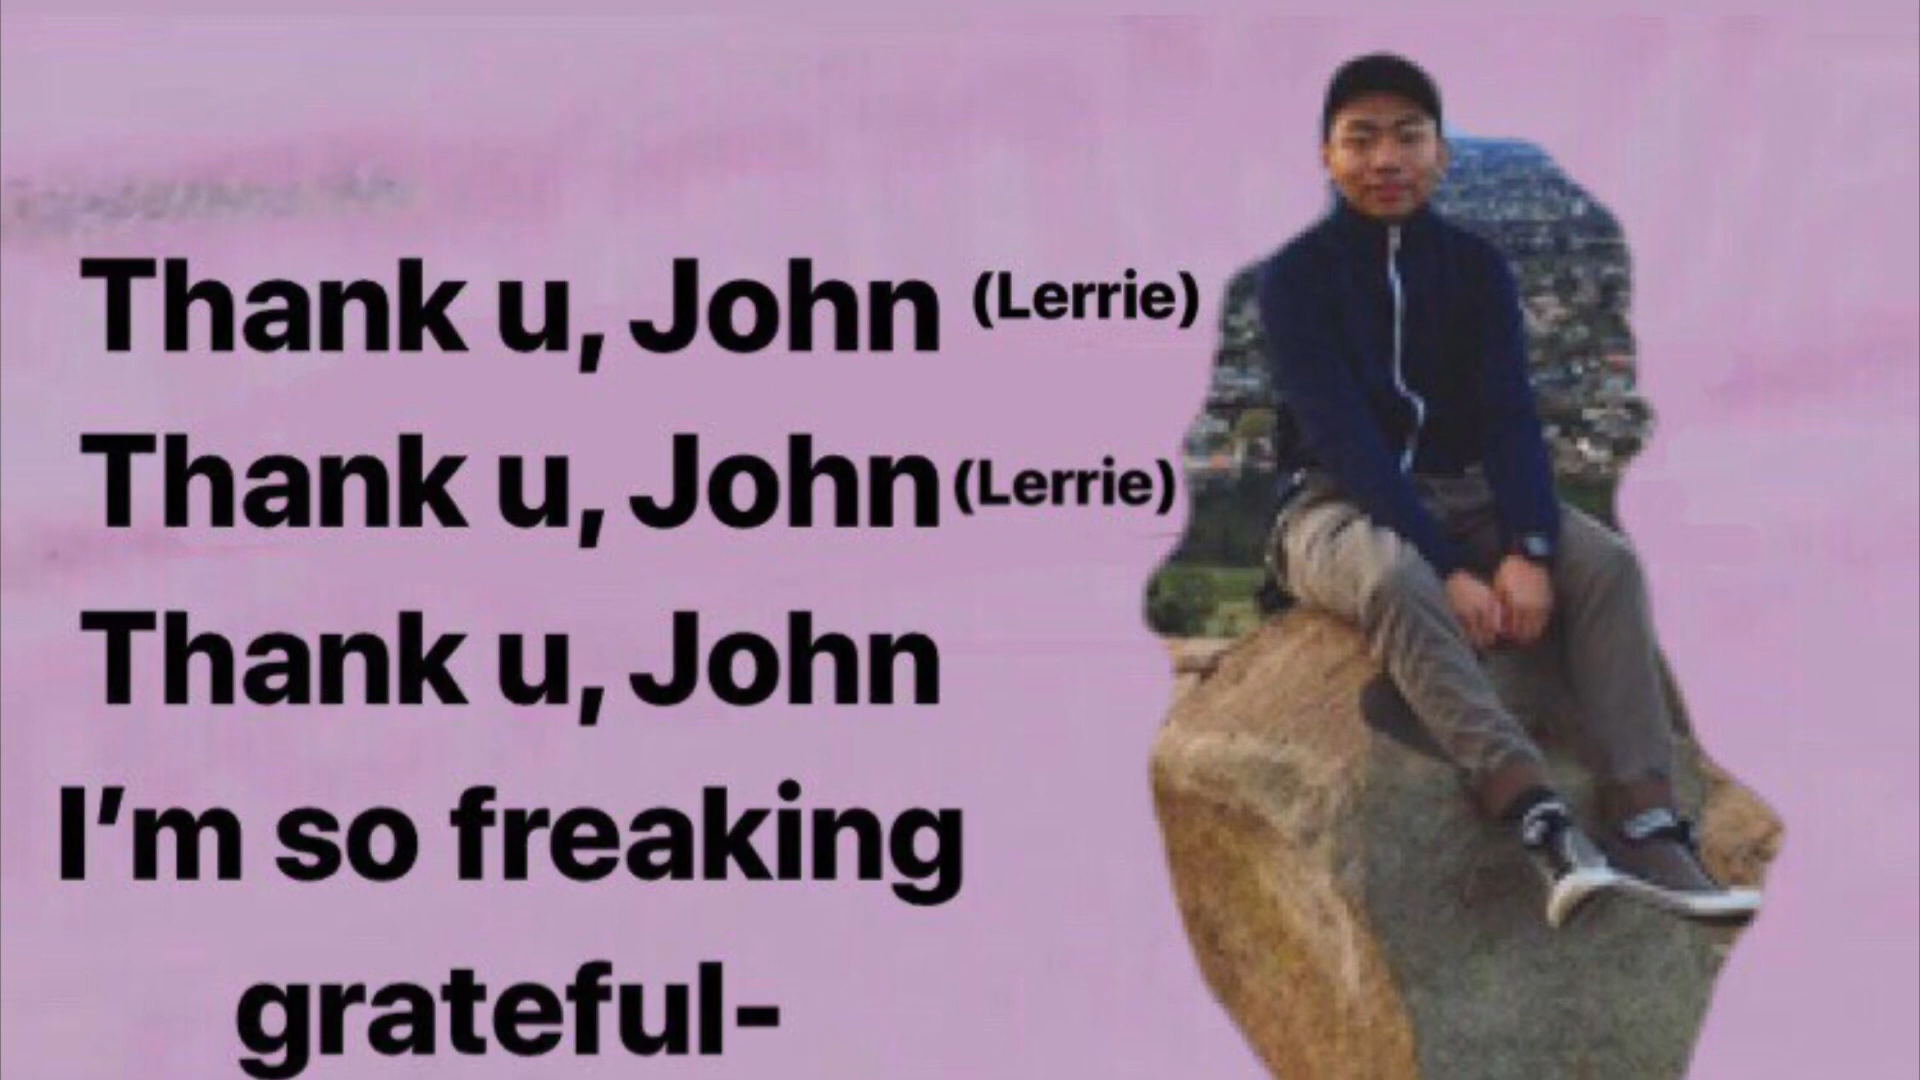 Thank u, John (Lerrie)
Thank u, John (Lerrie)
Thank u, John
I'm so freaking
grateful-